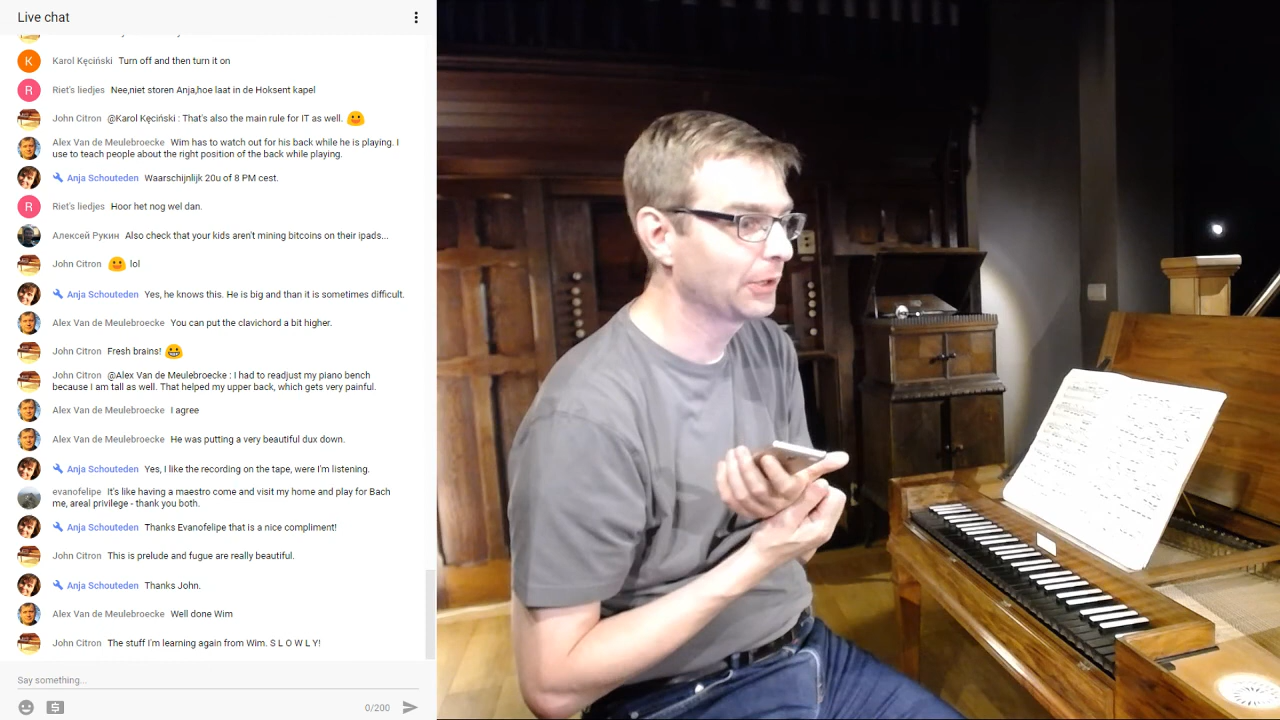 Live chat
Karol Kęciński Turn off and then turn it on
R Riet's liedjes Nee,niet storen Anja,hoe laat in de Hoksent kapel
John Citron @Karol Kęciński : That's also the main rule for IT as well.
Alex Van de Meulebroecke Wim has to watch out for his back while he is playing. I
use to teach people about the right position of the back while playing.
Anja Schouteden Waarschijnlijk 20u of 8 PM cest.
R Riet's liedjes Hoor het nog wel dan.
Алексей Рукин Also check that your kids aren't mining bitcoins on their ipads...
John Citron lol
Anja Schouteden Yes, he knows this. He is big and than it is sometimes difficult.
Alex Van de Meulebroecke You can put the clavichord a bit higher.
John Citron Fresh brains!
John Citron @Alex Van de Meulebroecke : I had to readjust my piano bench
because I am tall as well. That helped my upper back, which gets very painful.
Alex Van de Meulebroecke I agree
Alex Van de Meulebroecke He was putting a very beautiful dux down.
Anja Schouteden Yes, I like the recording on the tape, were I'm listening.
evanofelipe It's like having a maestro come and visit my home and play for Bach
me, areal privilege - thank you both.
Anja Schouteden Thanks Evanofelipe that is a nice compliment!
John Citron This is prelude and fugue are really beautiful.
Anja Schouteden Thanks John.
Alex Van de Meulebroecke Well done Wim
John Citron The stuff I'm learning again from Wim. S L O W L Y!
Say something...
0/200